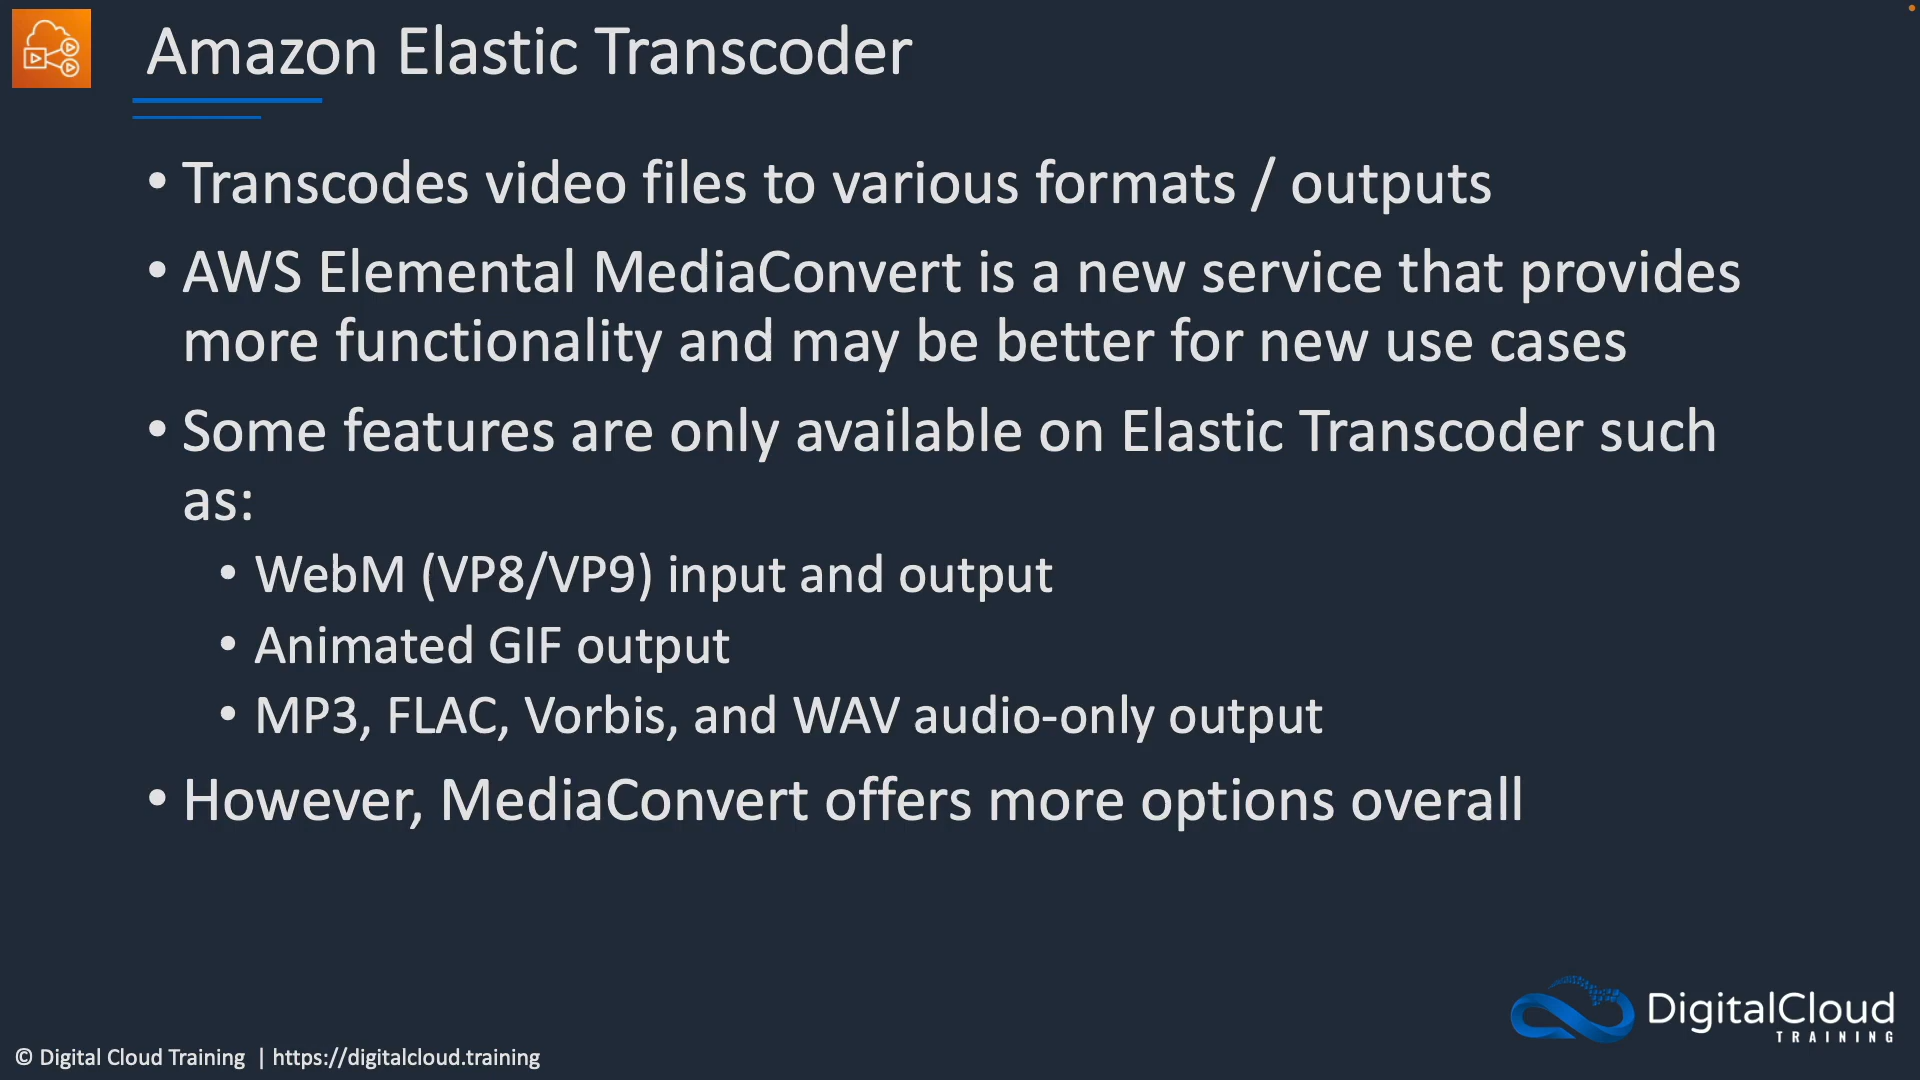 Amazon Elastic Transcoder
• Transcodes video files to various formats / outputs
• AWS Elemental MediaConvert is a new service that provides
more functionality and may be better for new use cases
• Some features are only available on Elastic Transcoder such
as:
• WebM (VP8/VP9) input and output
• Animated GIF output
• MP3, FLAC, Vorbis, and WAV audio-only output
• However, MediaConvert offers more options overall
DigitalCloud
TRAINING
© Digital Cloud Training | https://digitalcloud.training